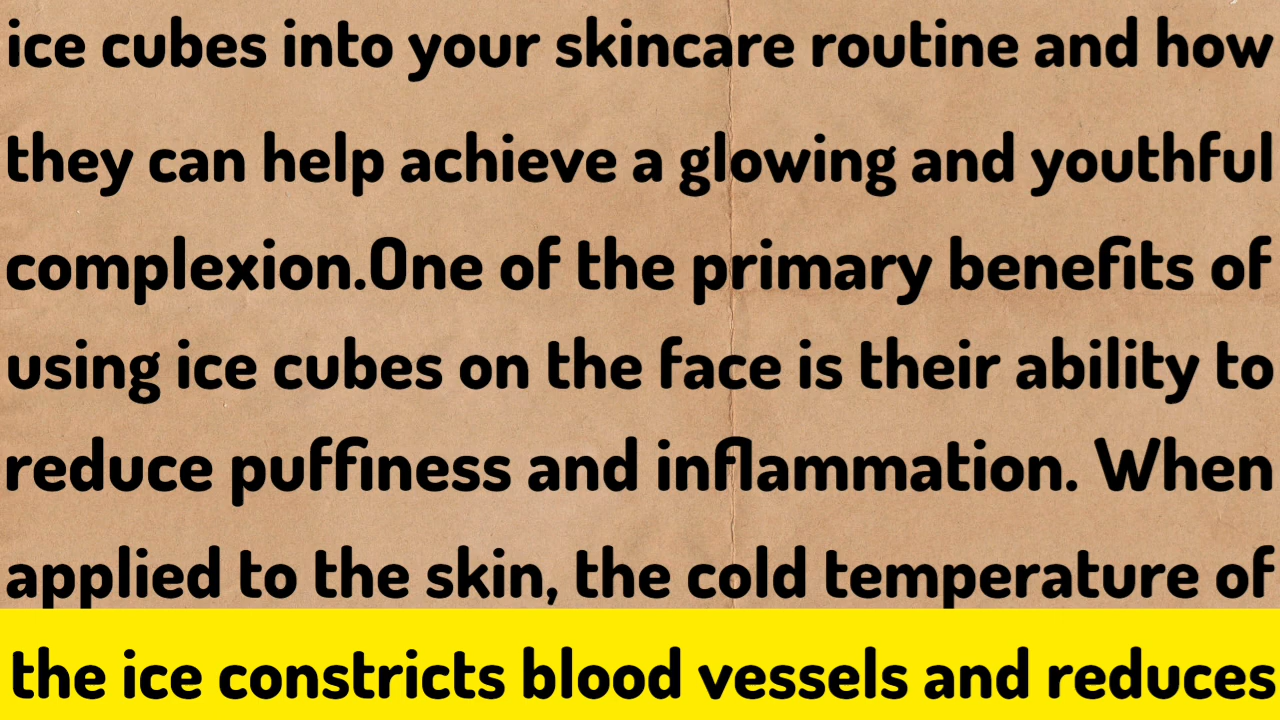 ice cubes into your skincare routine and how
they can help achieve a glowing and youthful
complexion.One of the primary benefits of
using ice cubes on the face is their ability to
reduce puffiness and inflammation. When
applied to the skin, the cold temperature of
the ice constricts blood vessels and reduces